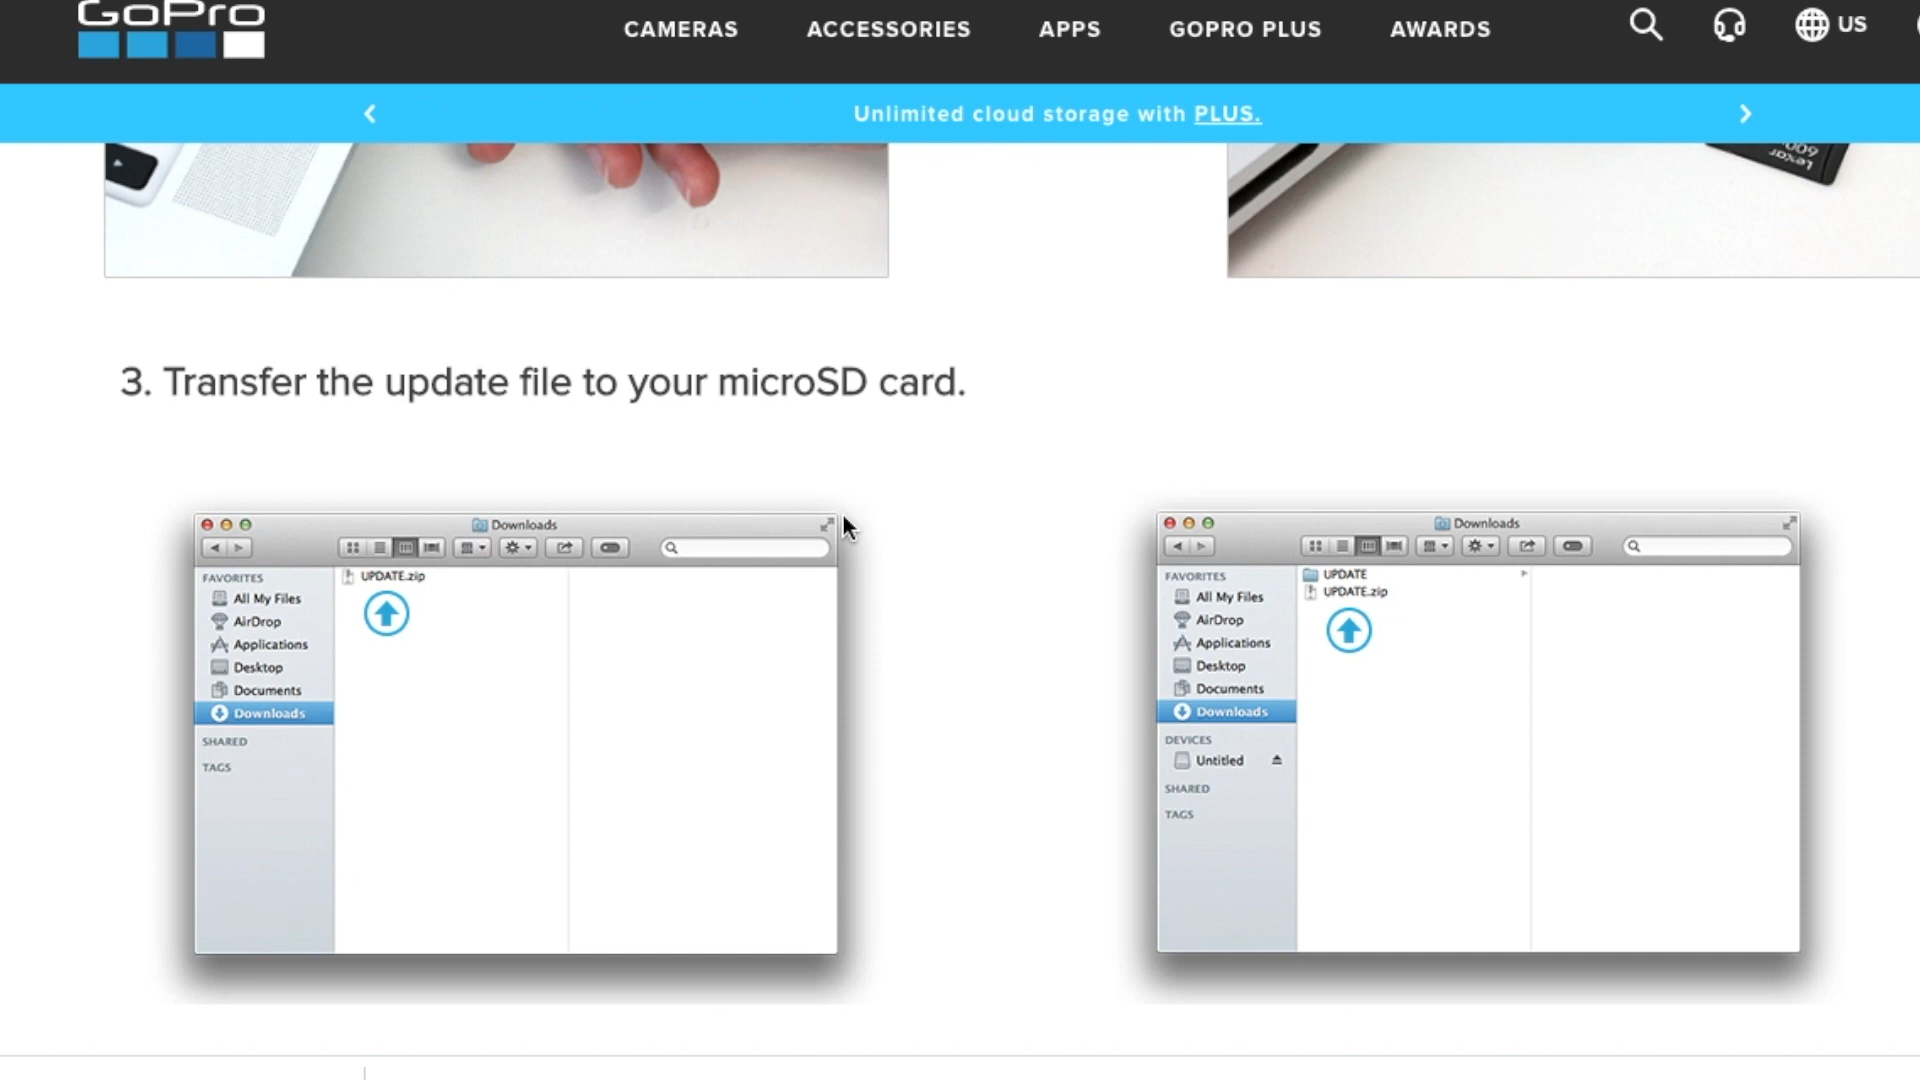 GoPro
CAMERAS ACCESSORIES APPS GOPRO PLUS AWARDS US
Unlimited cloud storage with PLUS.
Lexar
600
3. Transfer the update file to your microSD card.
Downloads
FAVORITES
All My Files
AirDrop
Applications
Desktop
Documents
Downloads
SHARED
TAGS
UPDATE.zip
Downloads
FAVORITES
All My Files
AirDrop
Applications
Desktop
Documents
Downloads
DEVICES
Untitled
SHARED
TAGS
UPDATE
UPDATE.zip